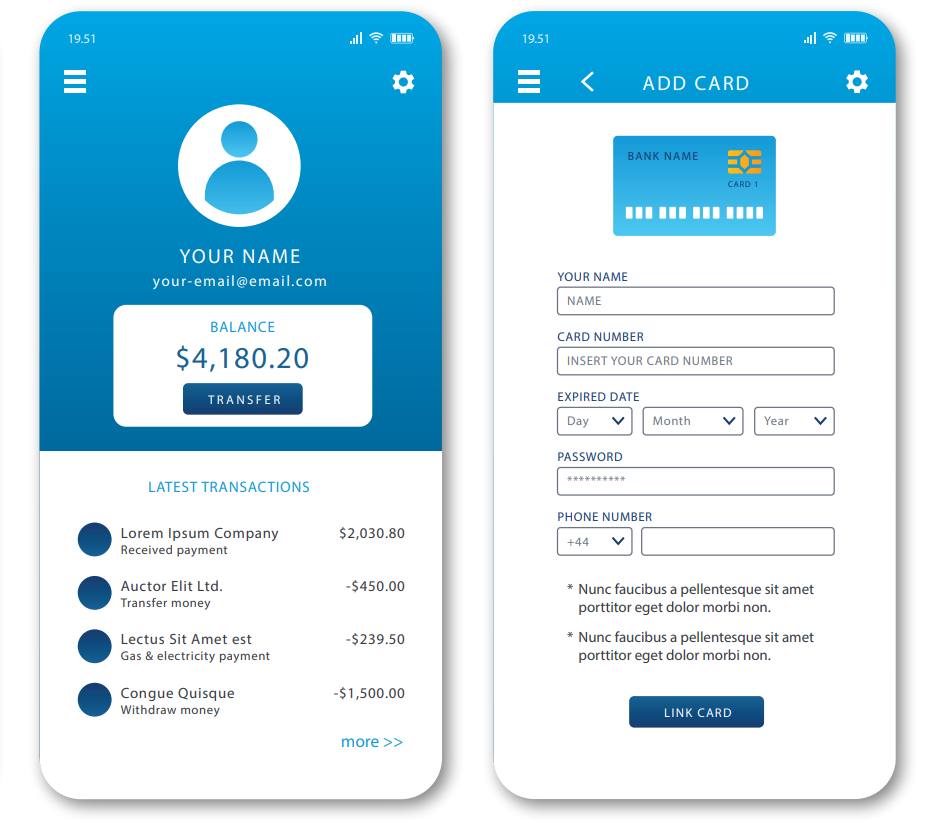 19.51
YOUR NAME
your-email@email.com
BALANCE
$4,180.20
TRANSFER
LATEST TRANSACTIONS
Lorem Ipsum Company $2,030.80
Received payment
Auctor Elit Ltd. -$450.00
Transfer money
Lectus Sit Amet est -$239.50
Gas & electricity payment
Congue Quisque -$1,500.00
Withdraw money
more >>
19.51
ADD CARD
BANK NAME
CARD 1
YOUR NAME
NAME
CARD NUMBER
INSERT YOUR CARD NUMBER
EXPIRED DATE
Day Month Year
PASSWORD
**********
PHONE NUMBER
+44
* Nunc faucibus a pellentesque sit amet
porttitor eget dolor morbi non.
* Nunc faucibus a pellentesque sit amet
porttitor eget dolor morbi non.
LINK CARD